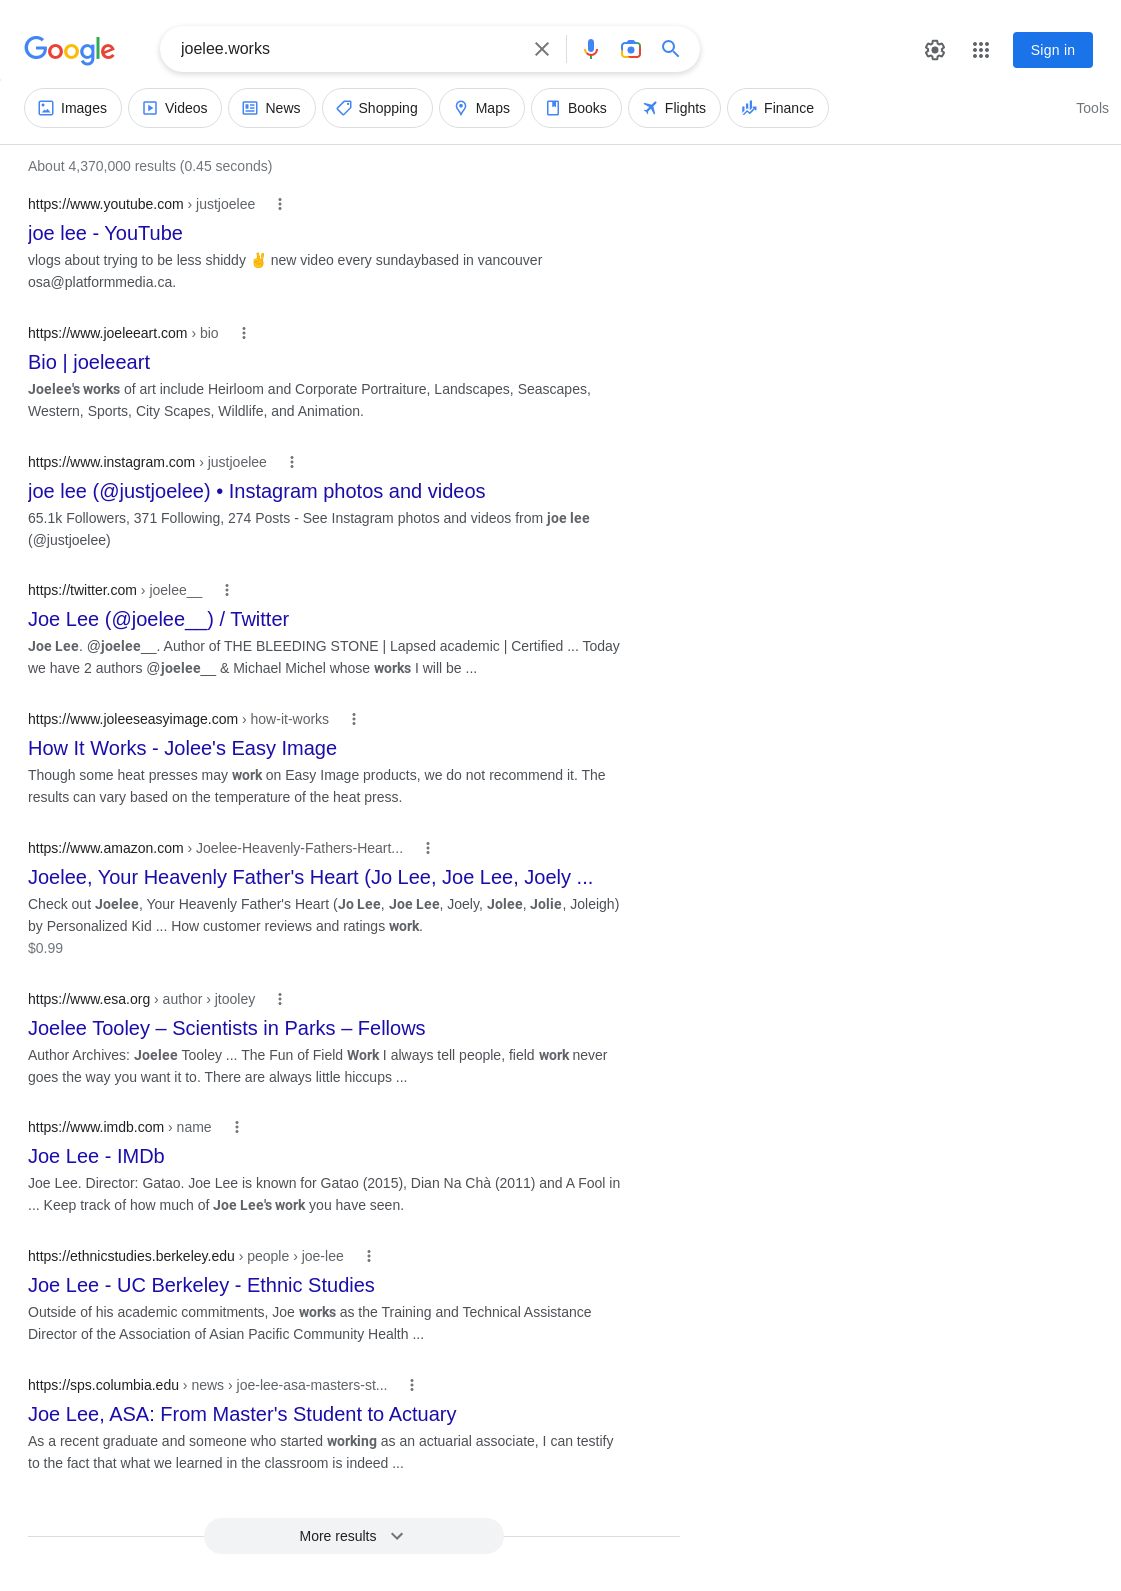 Google
joelee.works
Sign in
Images
Videos
News
Shopping
Maps
Books
Flights
Finance
Tools
About 4,370,000 results (0.45 seconds)
https://www.youtube.com › justjoelee
joe lee - YouTube
vlogs about trying to be less shiddy ✌️ new video every sundaybased in vancouver
osa@platformmedia.ca.
https://www.joeleeart.com › bio
Bio | joeleeart
Joelee's works of art include Heirloom and Corporate Portraiture, Landscapes, Seascapes,
Western, Sports, City Scapes, Wildlife, and Animation.
https://www.instagram.com › justjoelee
joe lee (@justjoelee) • Instagram photos and videos
65.1k Followers, 371 Following, 274 Posts - See Instagram photos and videos from joe lee
(@justjoelee)
https://twitter.com › joelee__
Joe Lee (@joelee__) / Twitter
Joe Lee. @joelee__. Author of THE BLEEDING STONE | Lapsed academic | Certified ... Today
we have 2 authors @joelee__ & Michael Michel whose works I will be ...
https://www.joleeseasyimage.com › how-it-works
How It Works - Jolee's Easy Image
Though some heat presses may work on Easy Image products, we do not recommend it. The
results can vary based on the temperature of the heat press.
https://www.amazon.com › Joelee-Heavenly-Fathers-Heart...
Joelee, Your Heavenly Father's Heart (Jo Lee, Joe Lee, Joely ...
Check out Joelee, Your Heavenly Father's Heart (Jo Lee, Joe Lee, Joely, Jolee, Jolie, Joleigh)
by Personalized Kid ... How customer reviews and ratings work.
$0.99
https://www.esa.org › author › jtooley
Joelee Tooley – Scientists in Parks – Fellows
Author Archives: Joelee Tooley ... The Fun of Field Work I always tell people, field work never
goes the way you want it to. There are always little hiccups ...
https://www.imdb.com › name
Joe Lee - IMDb
Joe Lee. Director: Gatao. Joe Lee is known for Gatao (2015), Dian Na Chà (2011) and A Fool in
... Keep track of how much of Joe Lee's work you have seen.
https://ethnicstudies.berkeley.edu › people › joe-lee
Joe Lee - UC Berkeley - Ethnic Studies
Outside of his academic commitments, Joe works as the Training and Technical Assistance
Director of the Association of Asian Pacific Community Health ...
https://sps.columbia.edu › news › joe-lee-asa-masters-st...
Joe Lee, ASA: From Master's Student to Actuary
As a recent graduate and someone who started working as an actuarial associate, I can testify
to the fact that what we learned in the classroom is indeed ...
More results